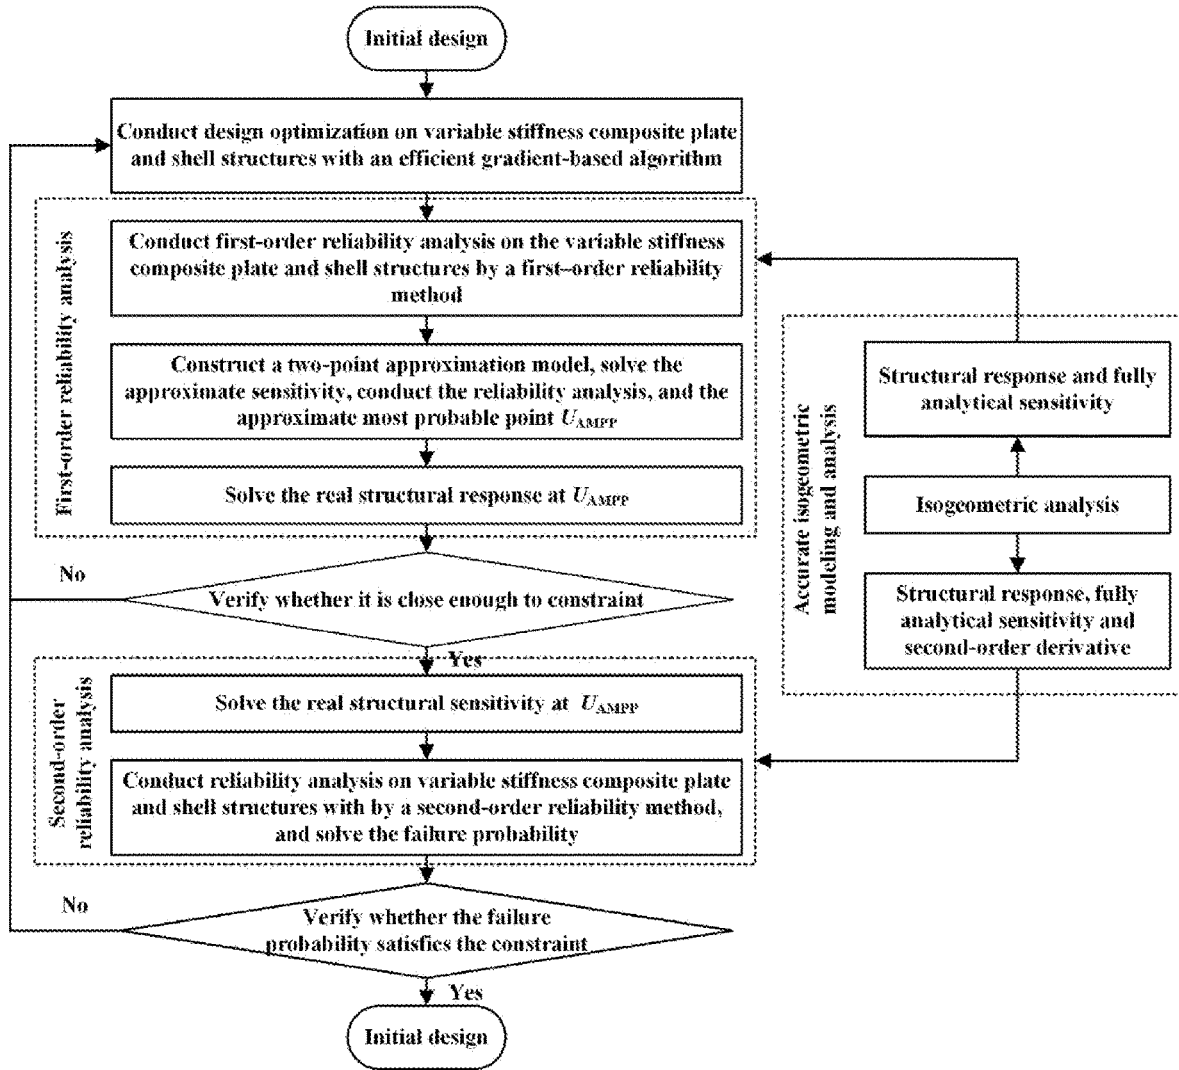 Initial design
Conduct design optimization on variable stiffness composite plate
and shell structures with an efficient gradient-based algorithm
First-order reliability analysis
Conduct first-order reliability analysis on the variable stiffness
composite plate and shell structures by a first–order reliability
method
Construct a two-point approximation model, solve the
approximate sensitivity, conduct the reliability analysis, and the
approximate most probable point UAMPP
Solve the real structural response at UAMPP
No
Verify whether it is close enough to constraint
Yes
Second-order
reliability analysis
Solve the real structural sensitivity at UAMPP
Conduct reliability analysis on variable stiffness composite plate
and shell structures with by a second-order reliability method,
and solve the failure probability
No
Verify whether the failure
probability satisfies the constraint
Yes
Initial design
Accurate isogeometric
modeling and analysis
Structural response and fully
analytical sensitivity
Isogeometric analysis
Structural response, fully
analytical sensitivity and
second-order derivative